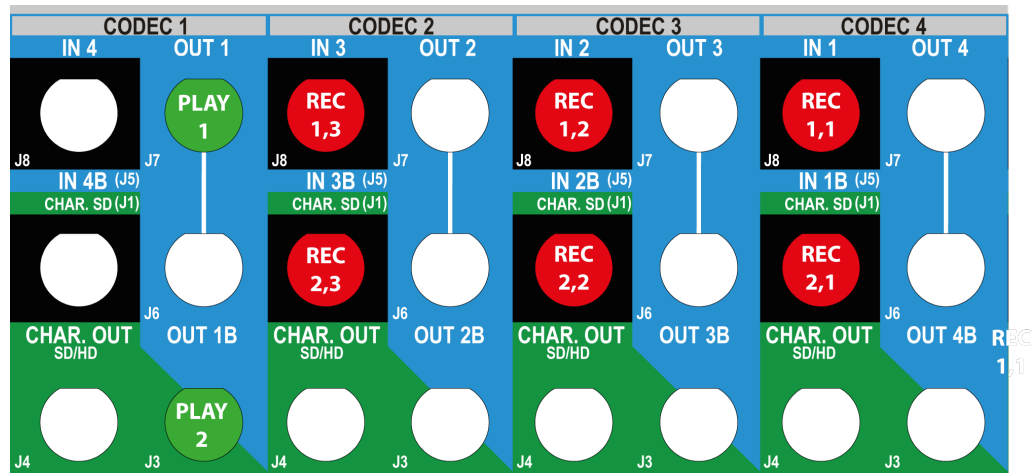 CODEC 1 CODEC 2 CODEC 3 CODEC 4
IN 4 OUT 1 IN 3 OUT 2 IN 2 OUT 3 IN 1 OUT 4
PLAY REC REC REC
1 1,3 1,2 1,1
J8 J7 J8 J7 J8 J7 J8 J7
IN 4B (J5) IN 3B (J5) IN 2B (J5) IN 1B (J5)
CHAR. SD (J1) CHAR. SD (J1) CHAR. SD (J1) CHAR. SD (J1)
REC REC REC
2,3 2,2 2,1
J6 J6 J6 J6
CHAR. OUT OUT 1B CHAR. OUT OUT 2B CHAR. OUT OUT 3B CHAR. OUT OUT 4B REC
SD/HD SD/HD SD/HD SD/HD
1,1
PLAY
2
J4 J3 J4 J3 J4 J3 J4 J3